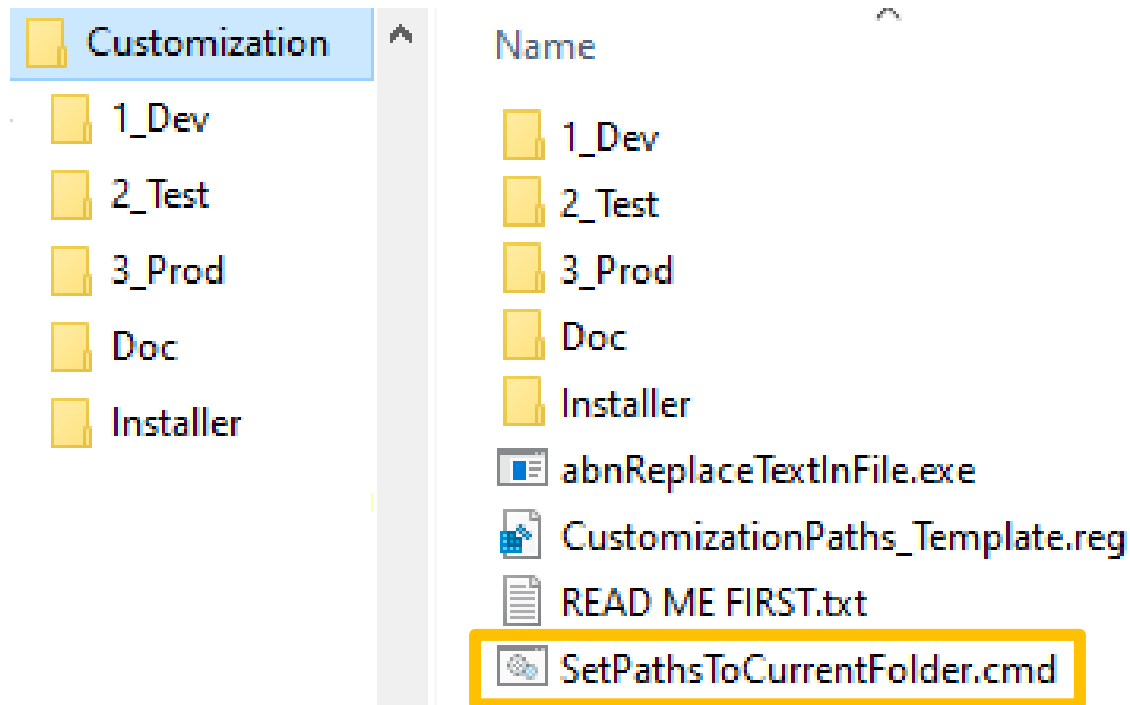 Customization
1_Dev
2_Test
3_Prod
Doc
Installer
Name
1_Dev
2_Test
3_Prod
Doc
Installer
abnReplaceTextInFile.exe
CustomizationPaths_Template.reg
READ ME FIRST.txt
SetPathsToCurrentFolder.cmd